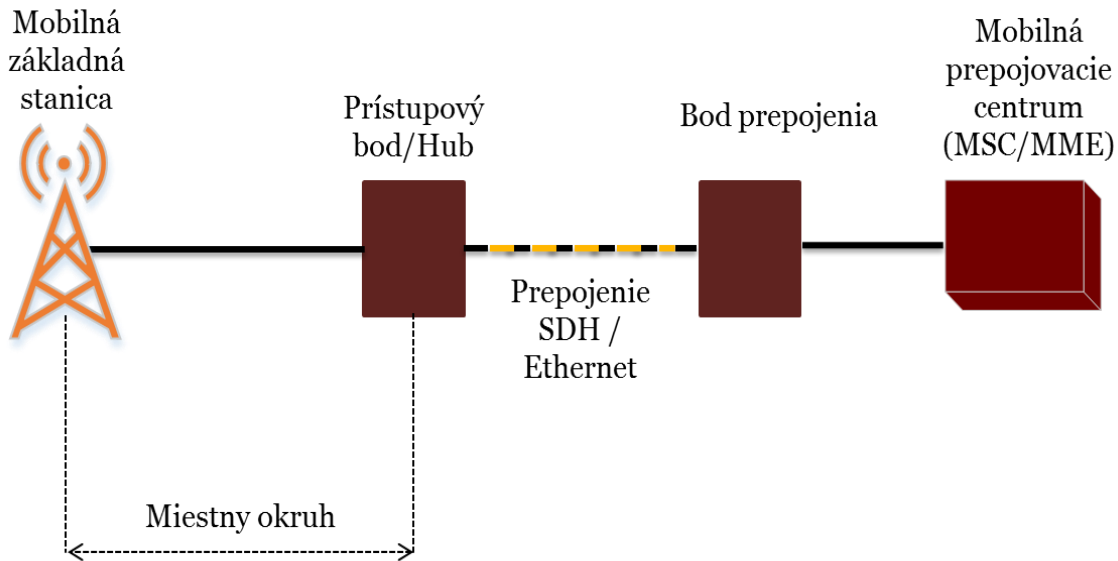 Mobilná
základná
stanica
Prístupový
bod/Hub
Bod prepojenia
Mobilná
prepojovacie
centrum
(MSC/MME)
Prepojenie
SDH /
Ethernet
Miestny okruh